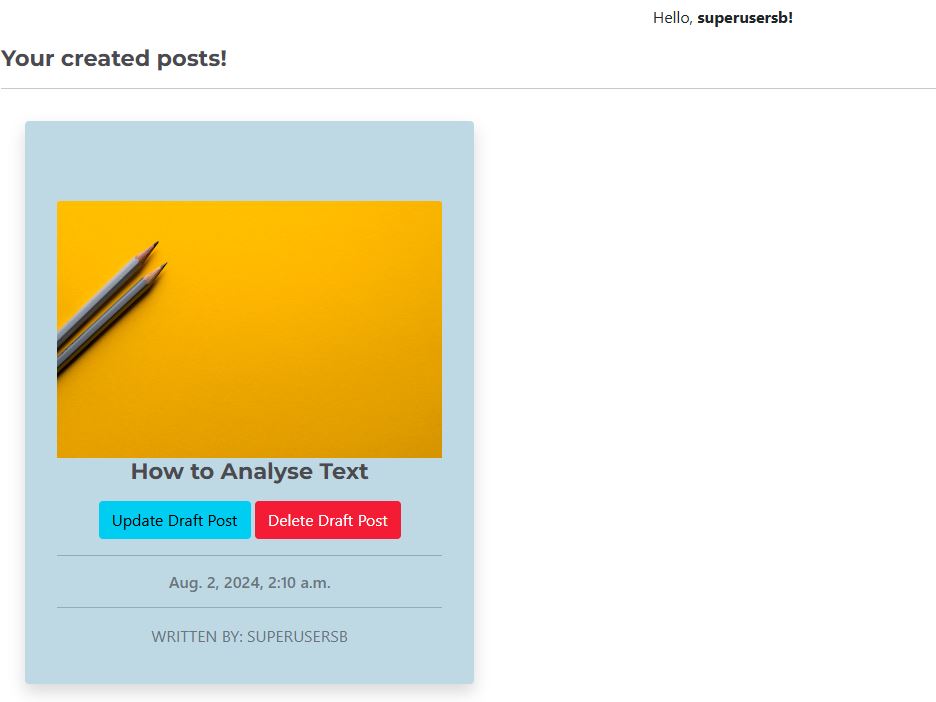 Hello, superusersb!
Your created posts!
How to Analyse Text
Update Draft Post Delete Draft Post
Aug. 2, 2024, 2:10 a.m.
WRITTEN BY: SUPERUSERSB